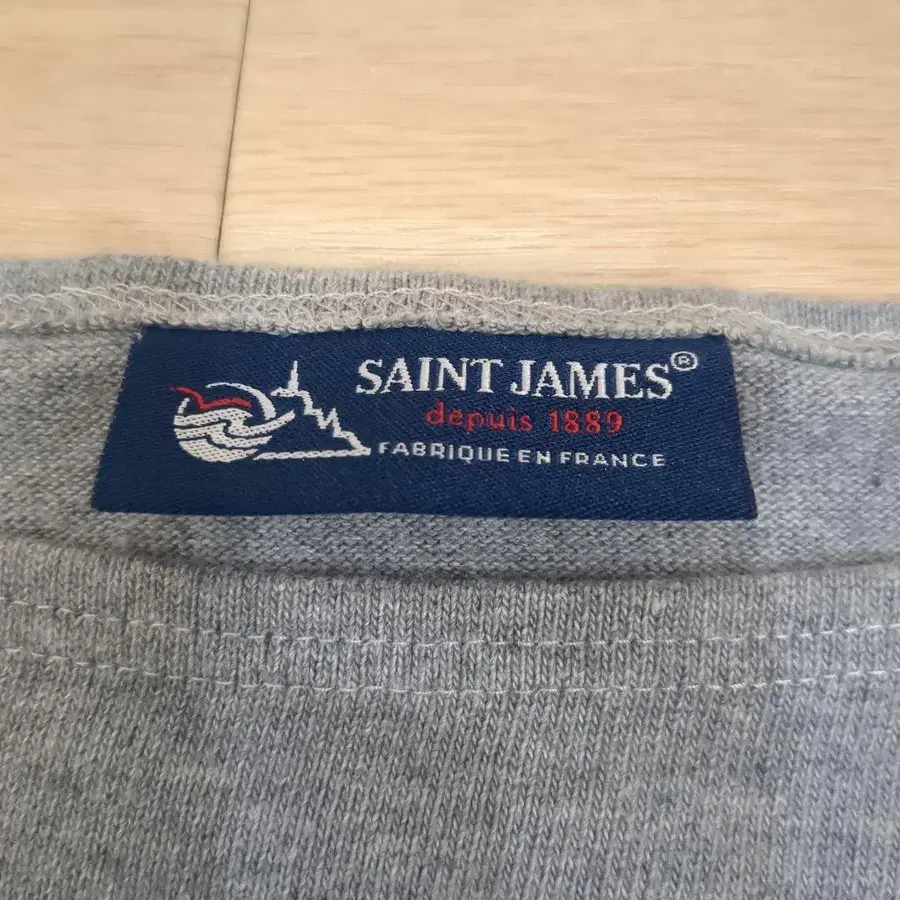 SAINT JAMES®
depuis 1889
FABRIQUE EN FRANCE